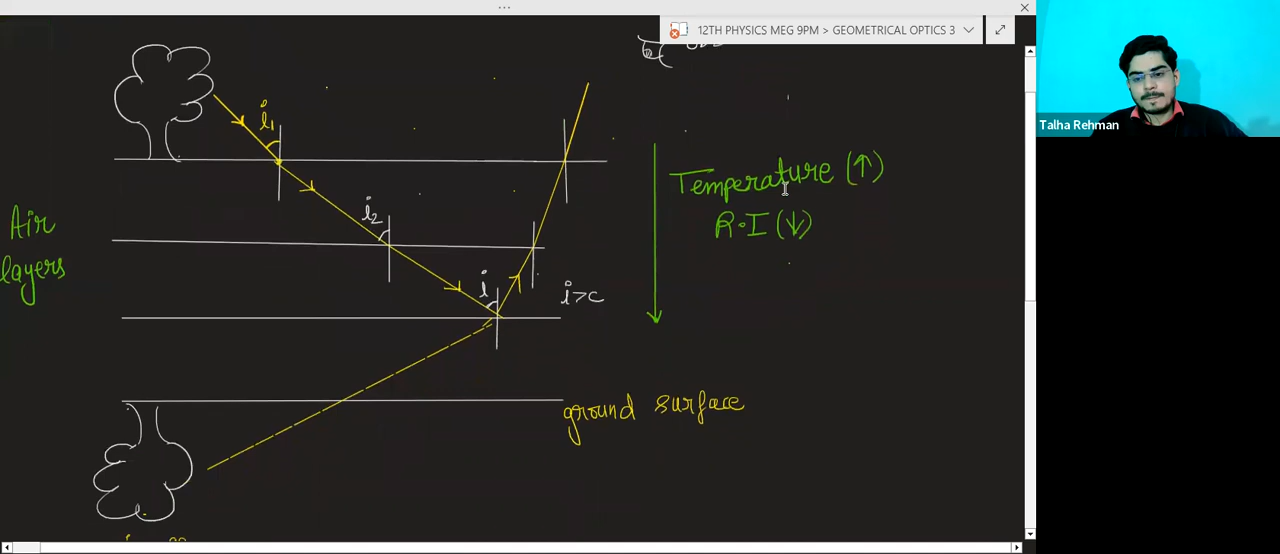 12TH PHYSICS MEG 9PM > GEOMETRICAL OPTICS 3
Talha Rehman
i₁
Temperature (↑)
R.I (↓)
i₂
Air
layers
i
i>c
ground surface